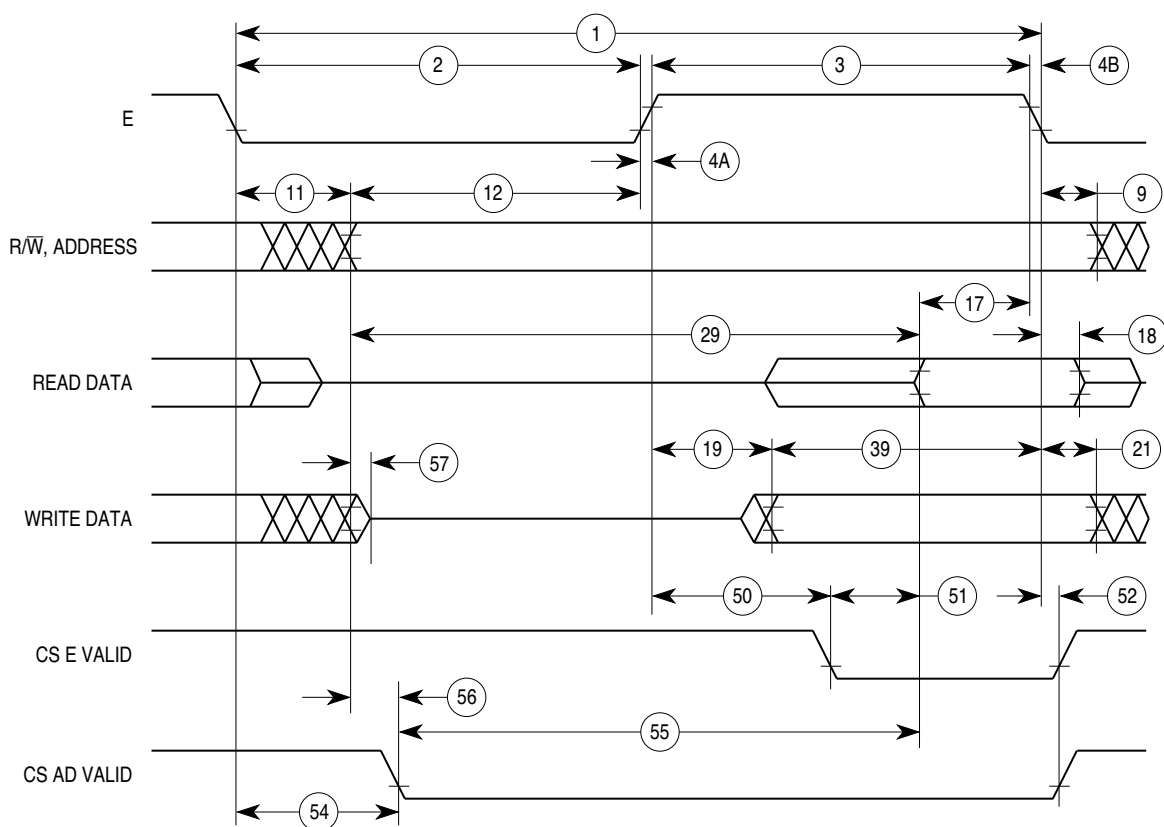 1
2 3 4B
E
4A
11 12 9
R/W̅, ADDRESS
17
29 18
READ DATA
19 39 21
57
WRITE DATA
50 51 52
CS E VALID
56
55
CS AD VALID
54